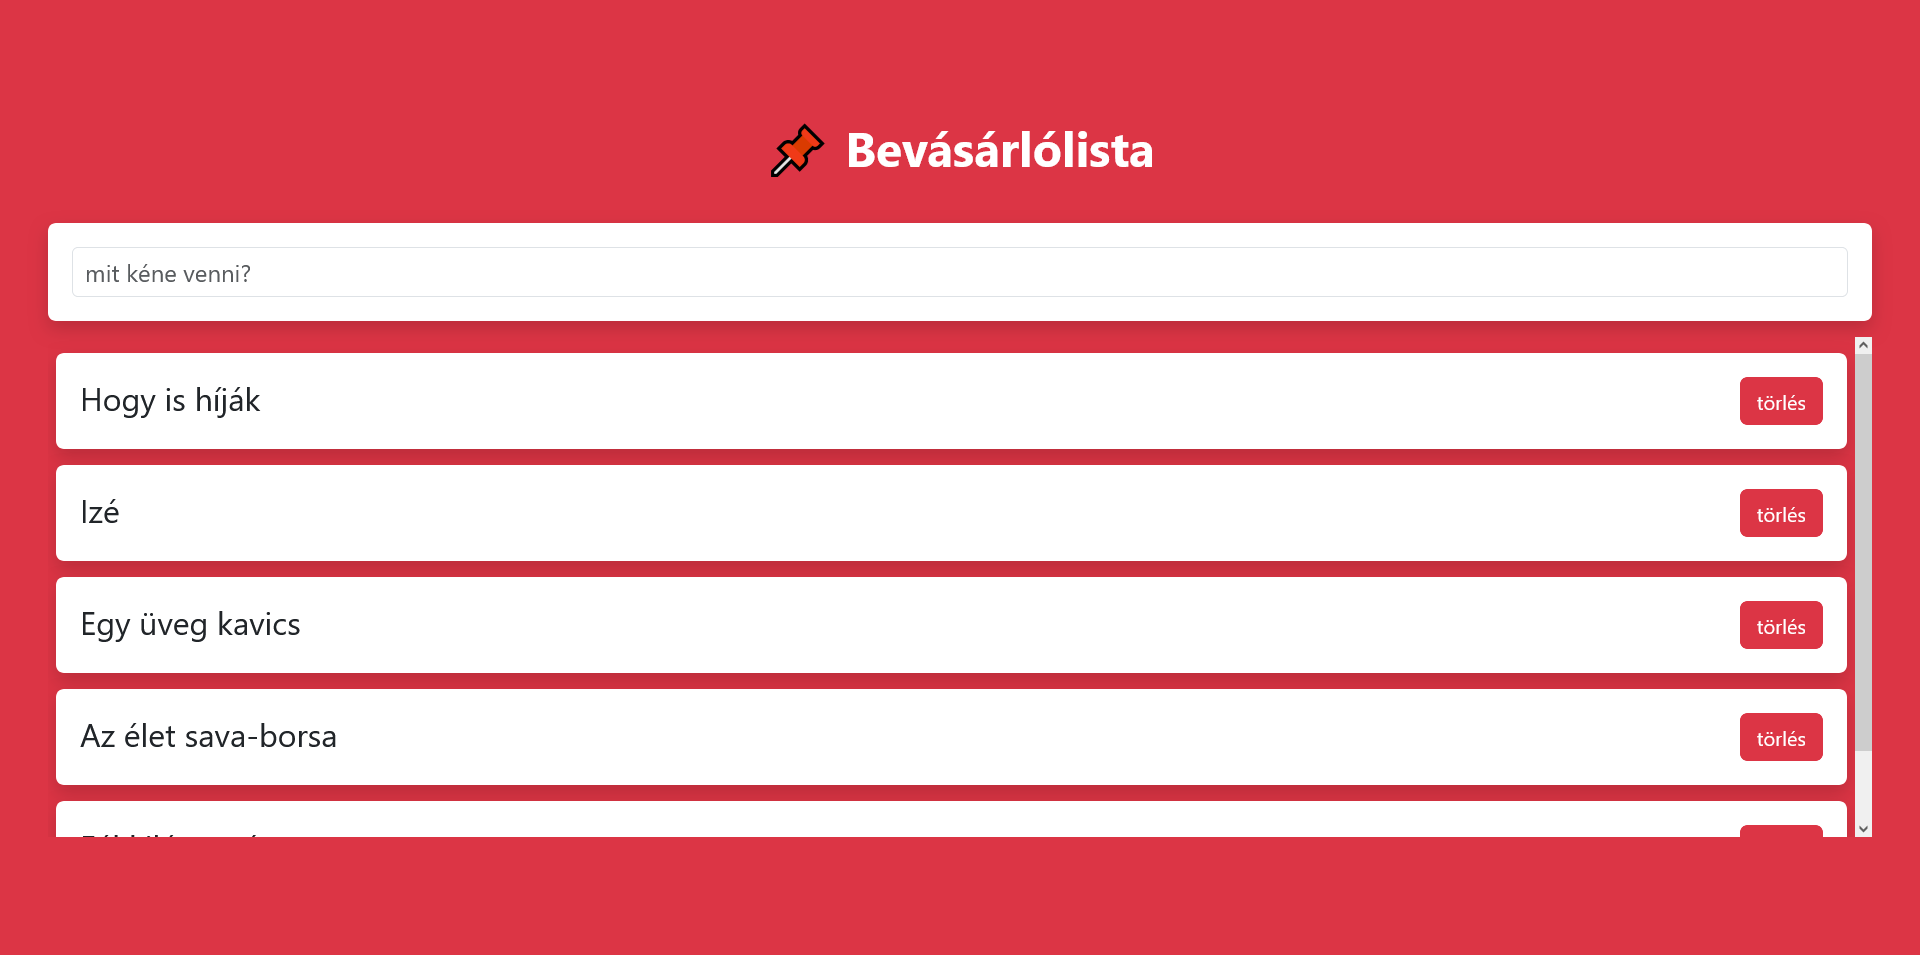 Bevásárlólista
mit kéne venni?
Hogy is híják
törlés
Izé
törlés
Egy üveg kavics
törlés
Az élet sava-borsa
törlés